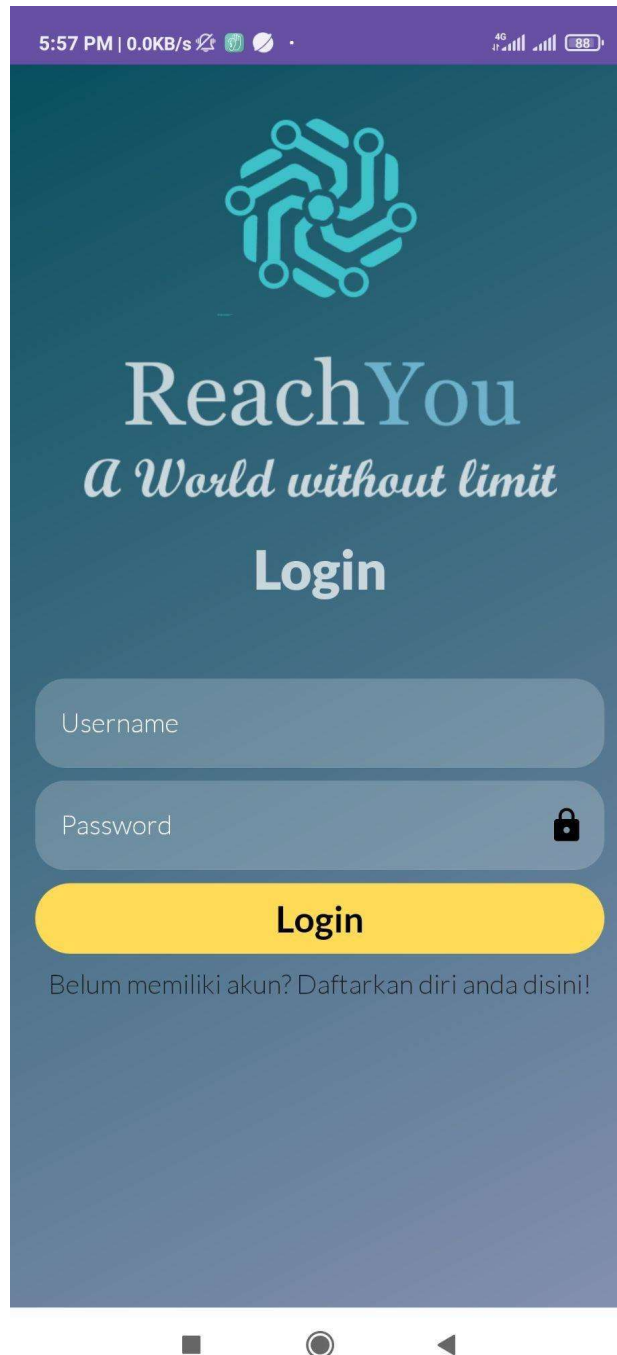 5:57 PM | 0.0KB/s
4G
88
ReachYou
A World without limit
Login
Username
Password
Login
Belum memiliki akun? Daftarkan diri anda disini!